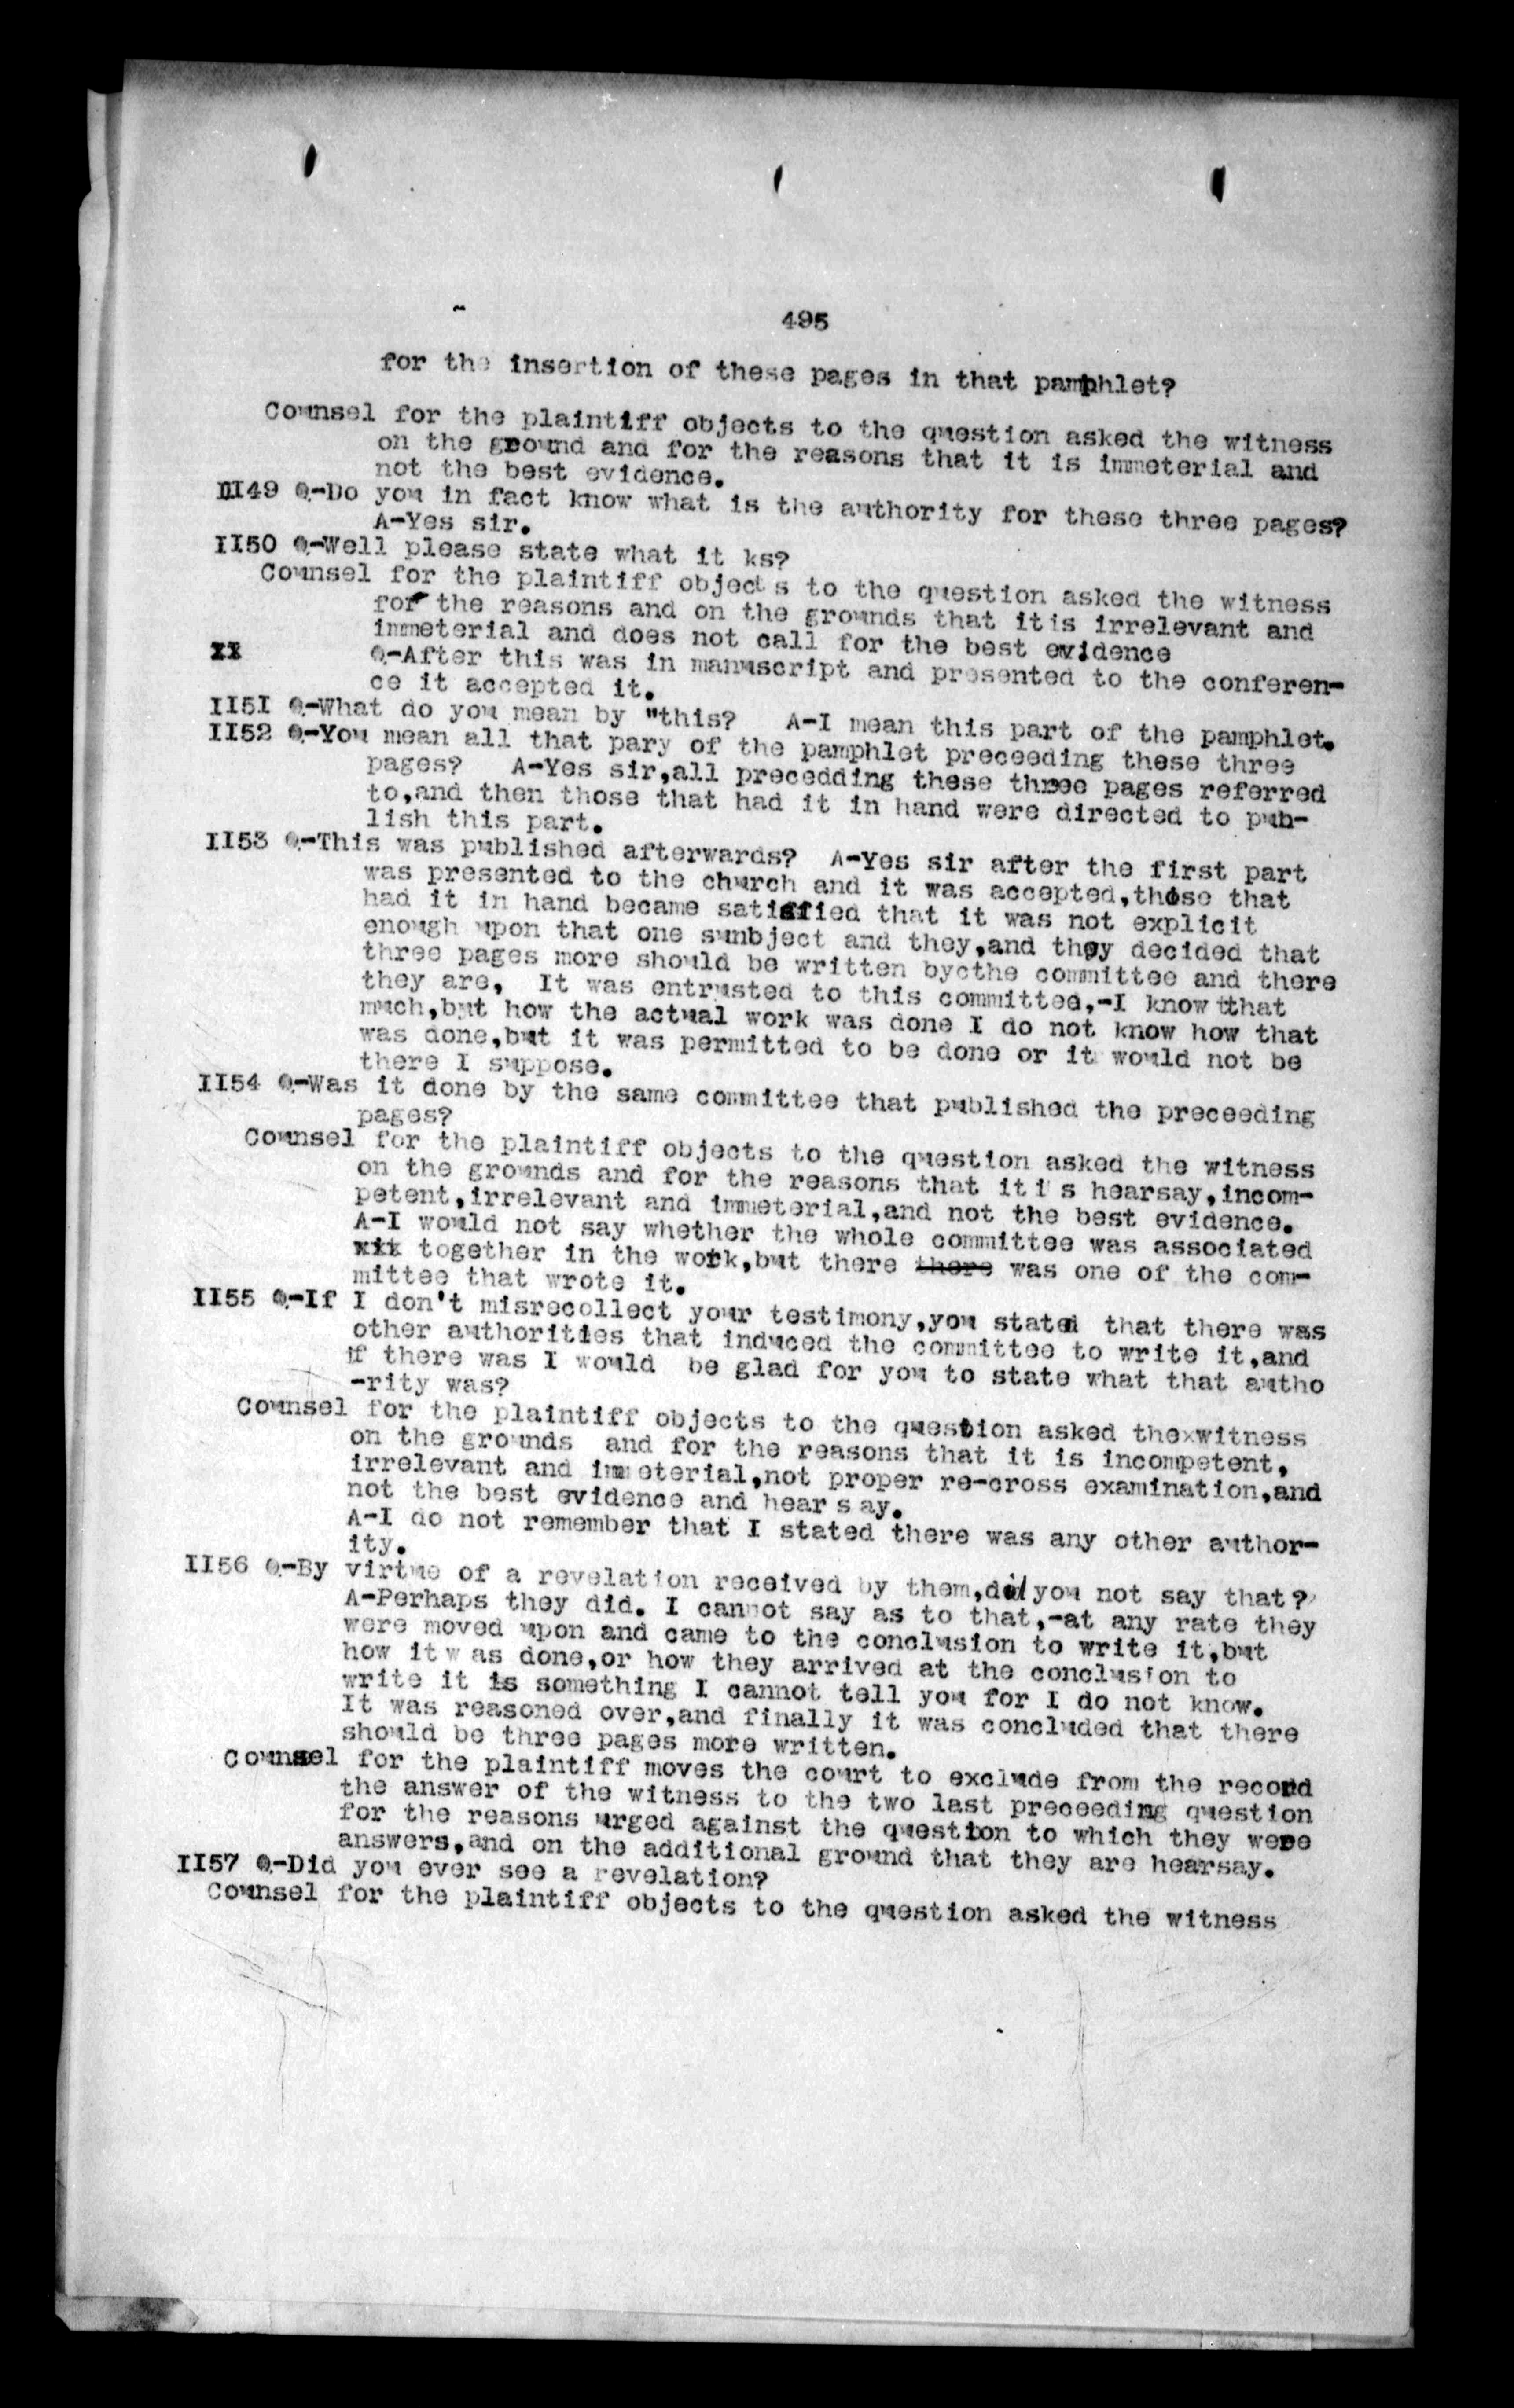 495
for the insertion of these pages in that pamphlet?
Counsel for the plaintiff objects to the question asked the witness
on the ground and for the reasons that it is immeterial and
not the best evidence.
II49 Q-Do you in fact know what is the authority for these three pages?
A-Yes sir.
II50 Q-Well please state what it ks?
Counsel for the plaintiff objects to the question asked the witness
for the reasons and on the grounds that itis irrelevant and
immeterial and does not call for the best evidence
II Q-After this was in manuscript and presented to the conferen-
ce it accepted it.
II5I Q-What do you mean by "this? A-I mean this part of the pamphlet.
II52 Q-You mean all that pary of the pamphlet preceeding these three
pages? A-Yes sir,all precedding these three pages referred
to,and then those that had it in hand were directed to pub-
lish this part.
II53 Q-This was published afterwards? A-Yes sir after the first part
was presented to the church and it was accepted,those that
had it in hand became satisfied that it was not explicit
enough upon that one sunbject and they,and they decided that
three pages more should be written bycthe committee and there
they are, It was entrusted to this committee,-I know tthat
much,but how the actual work was done I do not know how that
was done,but it was permitted to be done or it would not be
there I suppose.
II54 Q-Was it done by the same committee that published the preceeding
pages?
Counsel for the plaintiff objects to the question asked the witness
on the grounds and for the reasons that it i s hearsay,incom-
petent,irrelevant and immeterial,and not the best evidence.
A-I would not say whether the whole committee was associated
xit together in the work,but there there was one of the com-
mittee that wrote it.
II55 Q-If I don't misrecollect your testimony,you stated that there was
other authorities that induced the committee to write it,and
if there was I would be glad for you to state what that autho
-rity was?
Counsel for the plaintiff objects to the question asked thexwitness
on the grounds and for the reasons that it is incompetent,
irrelevant and immeterial,not proper re-cross examination,and
not the best evidence and hear s ay.
A-I do not remember that I stated there was any other author-
ity.
II56 Q-By virtue of a revelation received by them,did you not say that?
A-Perhaps they did. I cannot say as to that,-at any rate they
were moved upon and came to the conclusion to write it,but
how it w as done,or how they arrived at the conclusion to
write it is something I cannot tell you for I do not know.
It was reasoned over,and finally it was concluded that there
should be three pages more written.
Counsel for the plaintiff moves the court to exclude from the record
the answer of the witness to the two last preceeding question
for the reasons urged against the question to which they were
answers,and on the additional ground that they are hearsay.
II57 Q-Did you ever see a revelation?
Counsel for the plaintiff objects to the question asked the witness